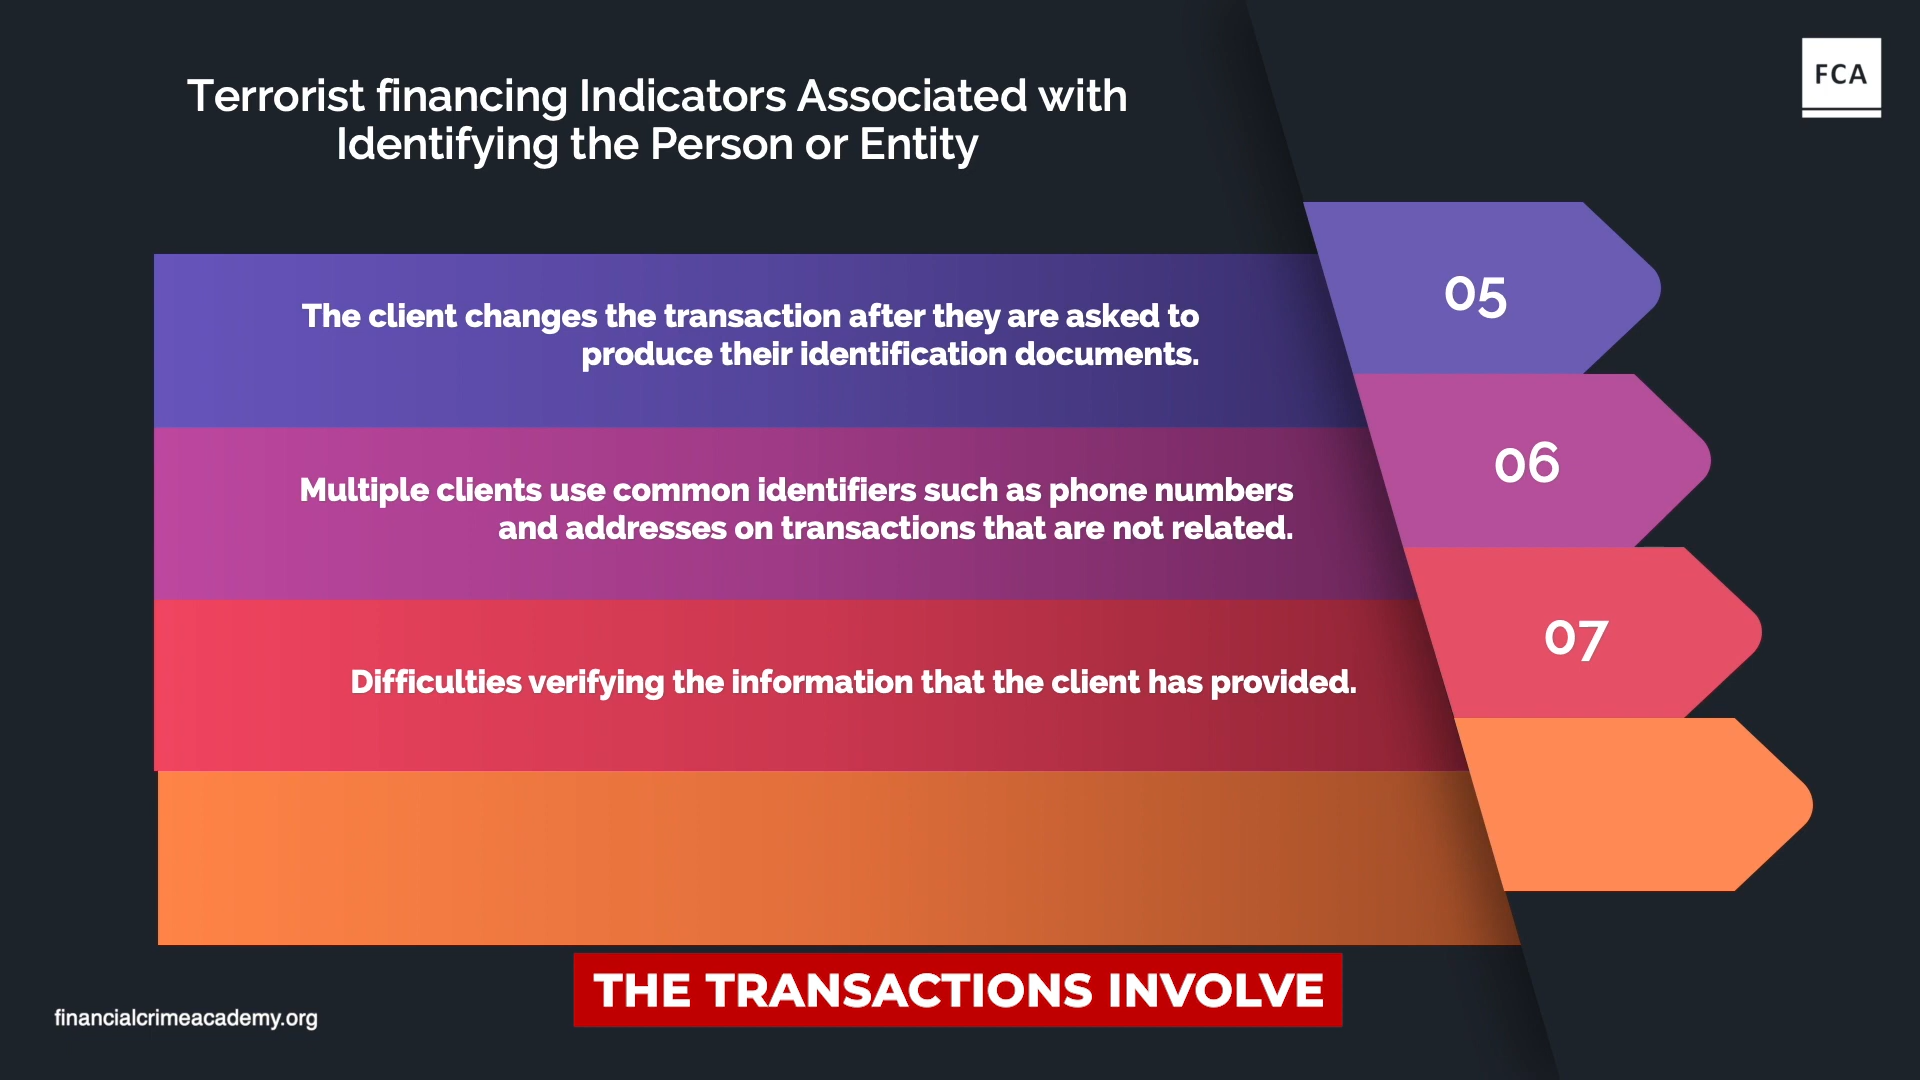 Terrorist financing Indicators Associated with
Identifying the Person or Entity
FCA
05
The client changes the transaction after they are asked to
produce their identification documents.
06
Multiple clients use common identifiers such as phone numbers
and addresses on transactions that are not related.
07
Difficulties verifying the information that the client has provided.
THE TRANSACTIONS INVOLVE
financialcrimeacademy.org